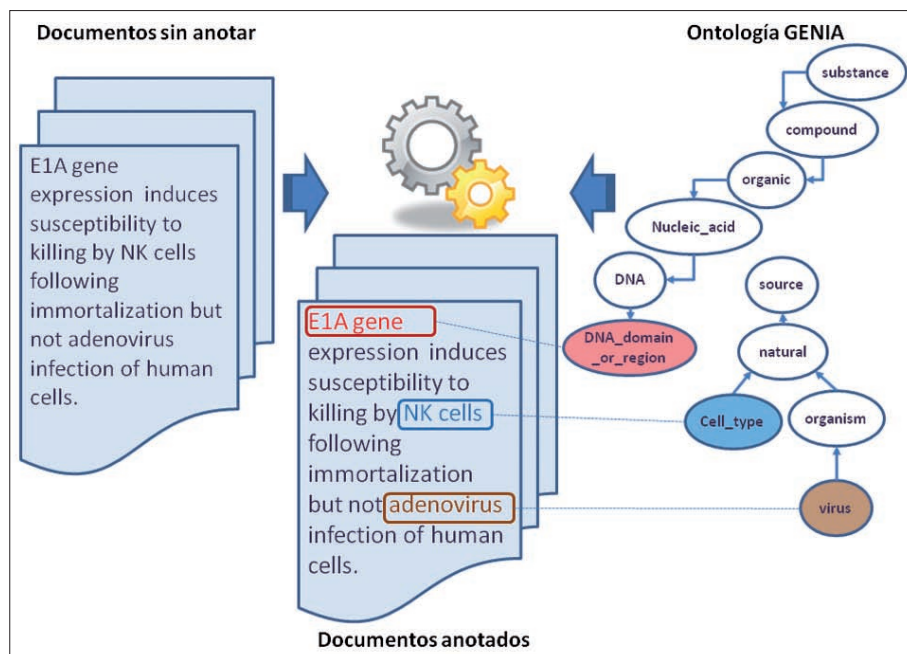 Documentos sin anotar
Ontología GENIA
E1A gene
expression induces
susceptibility to
killing by NK cells
following
immortalization but
not adenovirus
infection of human
cells.
E1A gene
expression induces
susceptibility to
killing by NK cells
following
immortalization
but not adenovirus
infection of human
cells.
Documentos anotados
substance
compound
organic
Nucleic_acid
DNA
DNA_domain
_or_region
source
natural
Cell_type
organism
virus